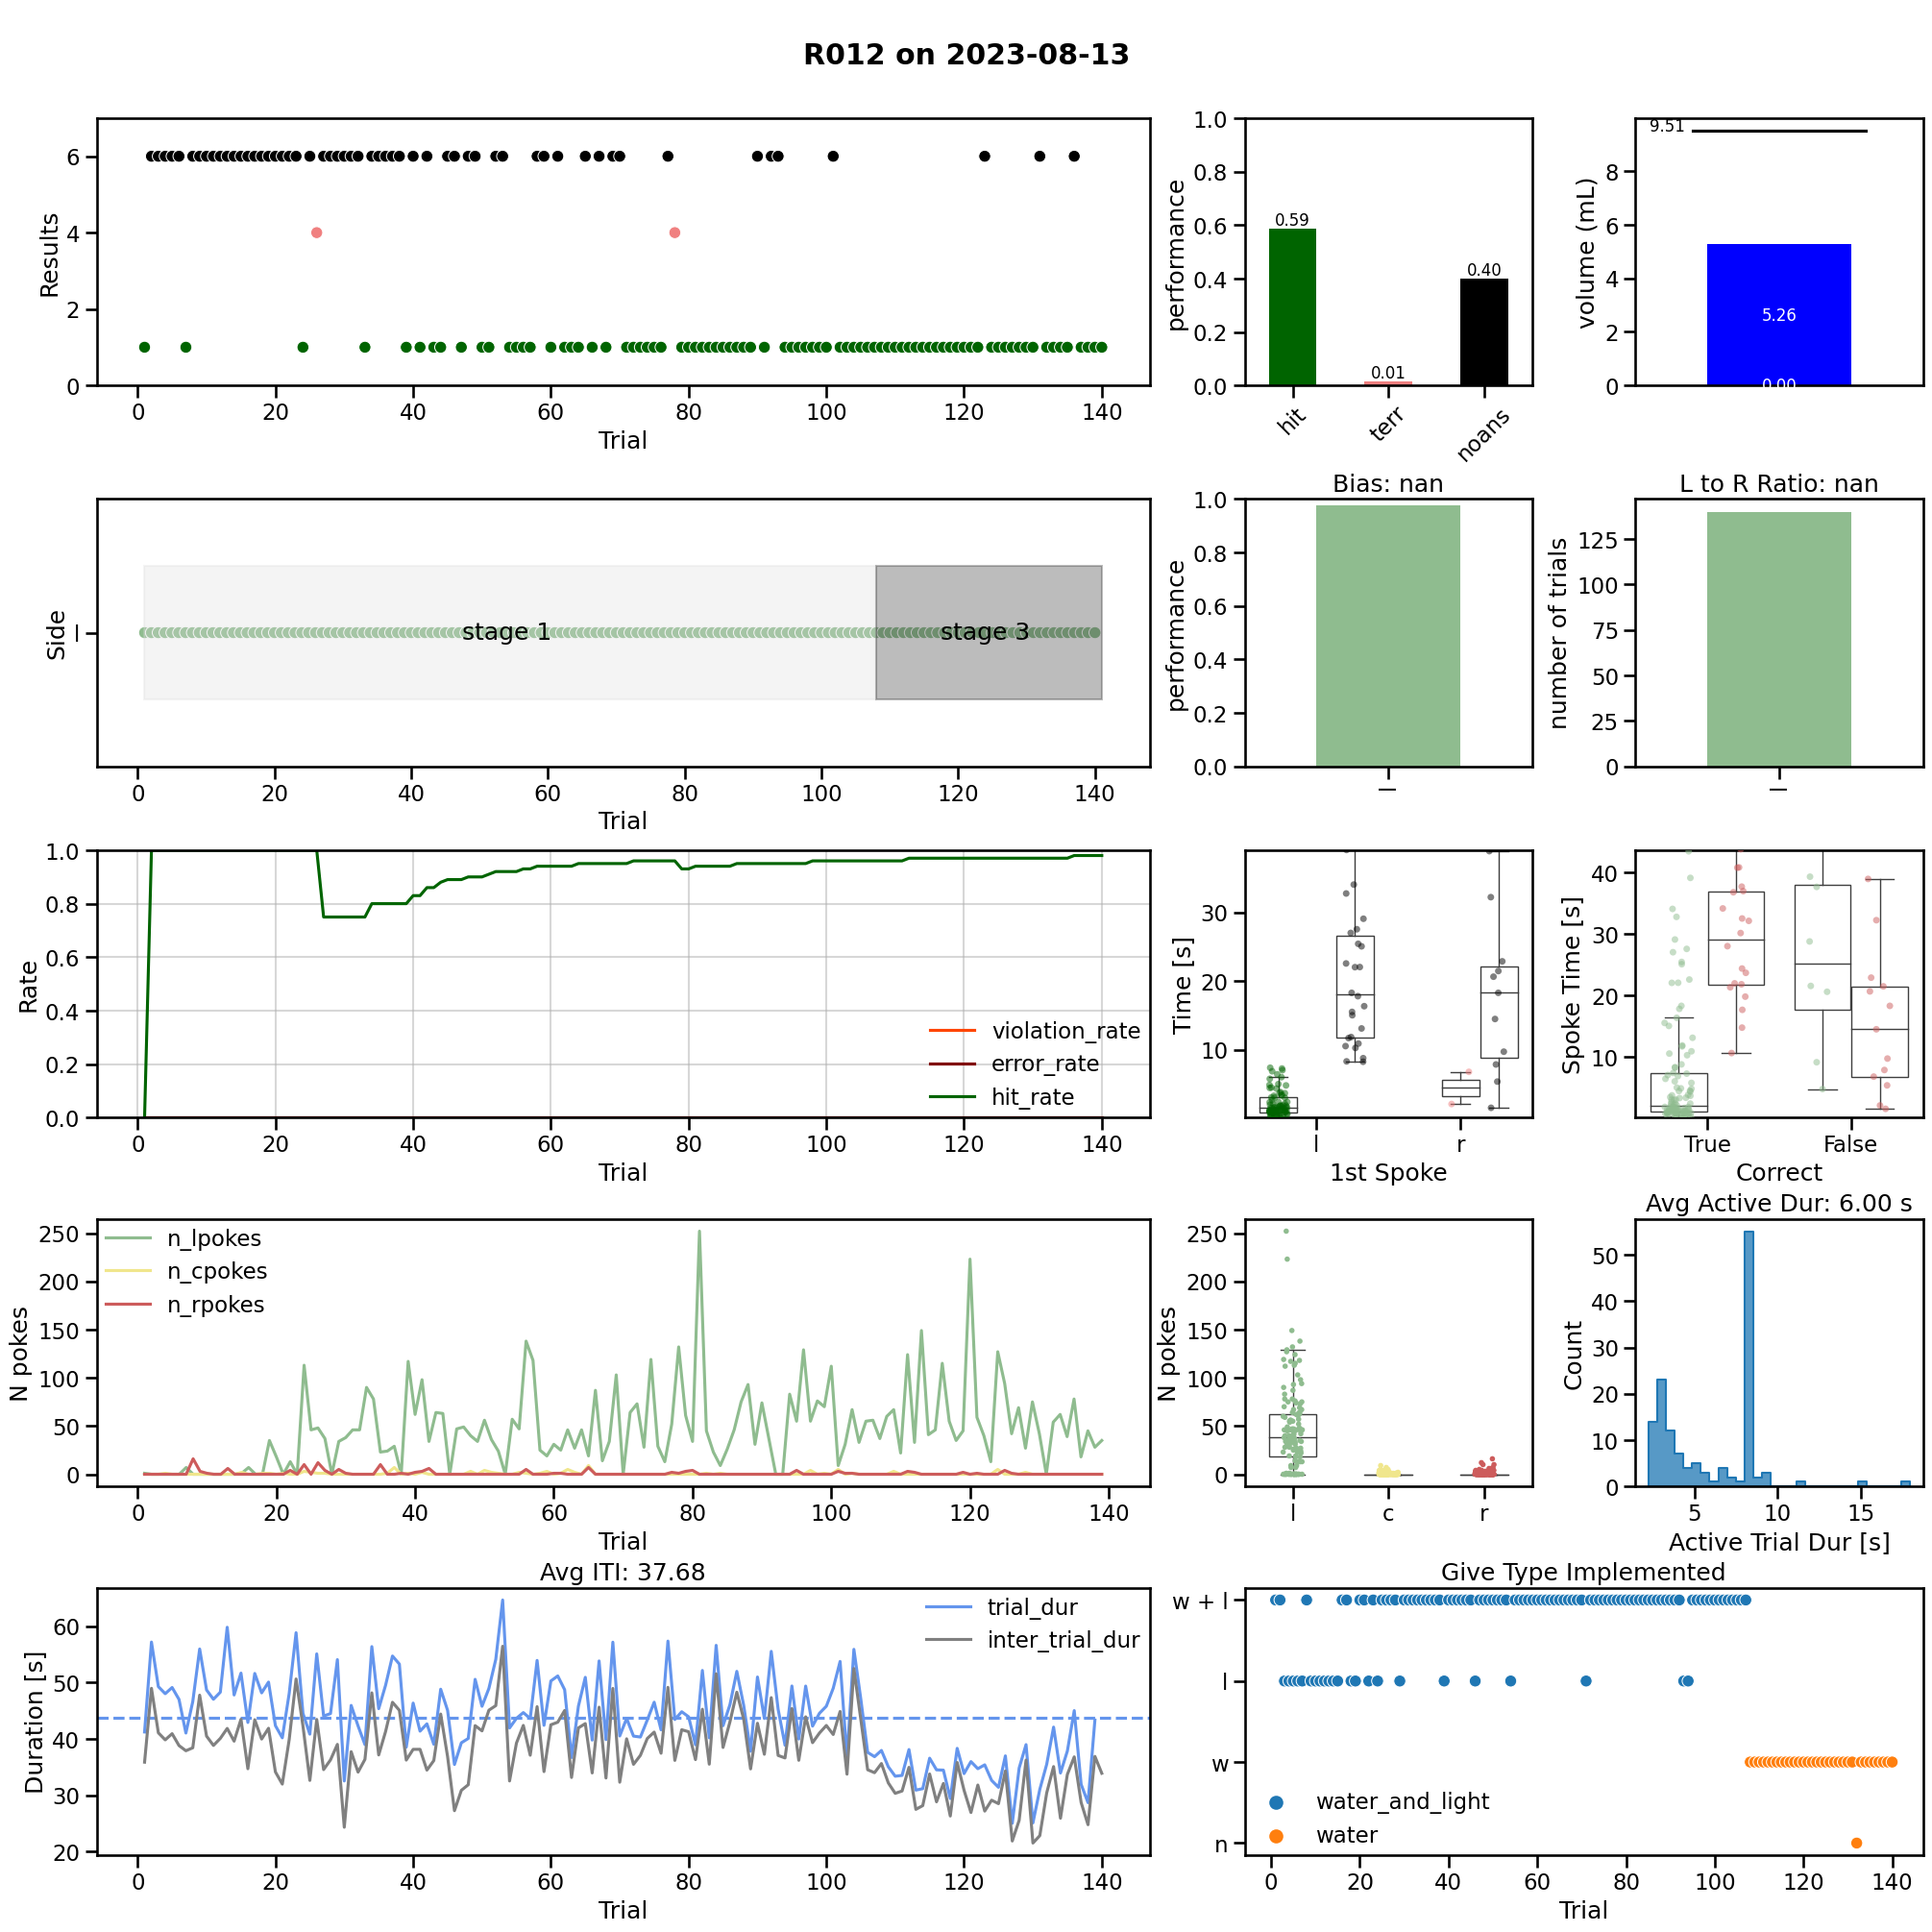 R012 on 2023-08-13
Results
6
4
2
0
0 20 40 60 80 100 120 140
Trial
performance
1.0
0.8
0.6
0.4
0.2
0.0
0.59
0.01
0.40
hit terr noans
volume (mL)
8
6
4
2
0
9.51
5.26
0.00
Side
l
stage 1 stage 3
0 20 40 60 80 100 120 140
Trial
Bias: nan
performance
1.0
0.8
0.6
0.4
0.2
0.0
l
L to R Ratio: nan
number of trials
125
100
75
50
25
0
l
Rate
1.0
0.8
0.6
0.4
0.2
0.0
violation_rate
error_rate
hit_rate
0 20 40 60 80 100 120 140
Trial
Time [s]
30
20
10
l r
1st Spoke
Spoke Time [s]
40
30
20
10
True False
Correct
N pokes
250
200
150
100
50
0
n_lpokes
n_cpokes
n_rpokes
0 20 40 60 80 100 120 140
Trial
N pokes
250
200
150
100
50
0
l c r
Avg Active Dur: 6.00 s
Count
50
40
30
20
10
0
5 10 15
Active Trial Dur [s]
Avg ITI: 37.68
Duration [s]
60
50
40
30
20
trial_dur
inter_trial_dur
0 20 40 60 80 100 120 140
Trial
Give Type Implemented
w + l
l
w
n
water_and_light
water
0 20 40 60 80 100 120 140
Trial